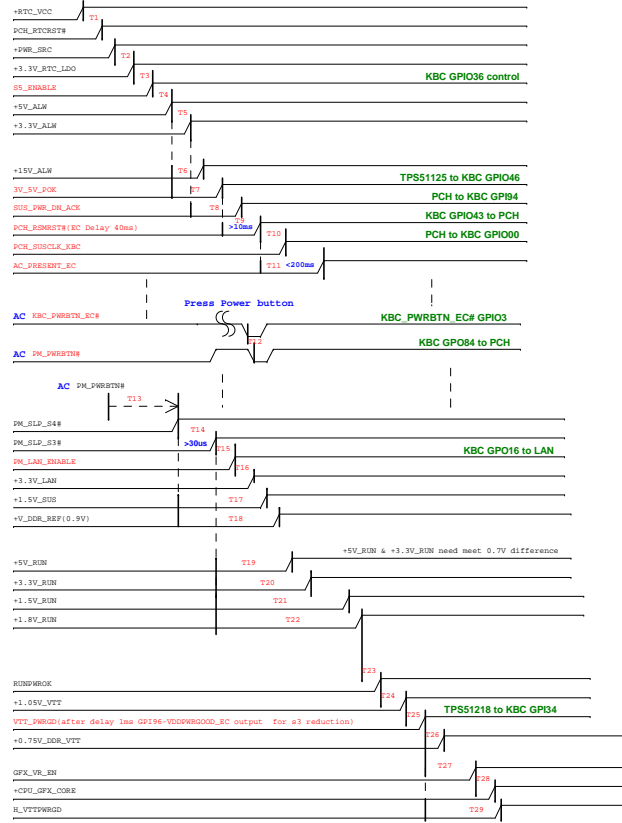 +RTC_VCC
T1
PCH_RTCRST#
+PWR_SRC
T2
+3.3V_RTC_LDO
T3
KBC GPIO36 control
S5_ENABLE
T4
+5V_ALW
T5
+3.3V_ALW
+15V_ALW
T6
TPS51125 to KBC GPIO46
3V_5V_POK
T7
PCH to KBC GPI94
SUS_PWR_DN_ACK
T8
T9
KBC GPIO43 to PCH
PCH_RSMRST#(EC Delay 40ms)
>10ms
T10
PCH to KBC GPIO00
PCH_SUSCLK_KBC
AC_PRESENT_EC
T11 <200ms
Press Power button
AC KBC_PWRBTN_EC#
KBC_PWRBTN_EC# GPIO3
T12
KBC GPO84 to PCH
AC PM_PWRBTN#
AC PM_PWRBTN#
T13
PM_SLP_S4#
T14
PM_SLP_S3#
>30us
T15
KBC GPO16 to LAN
PM_LAN_ENABLE
T16
+3.3V_LAN
+1.5V_SUS
T17
+V_DDR_REF(0.9V)
T18
+5V_RUN & +3.3V_RUN need meet 0.7V difference
+5V_RUN
T19
+3.3V_RUN
T20
+1.5V_RUN
T21
+1.8V_RUN
T22
T23
RUNPWROK
T24
+1.05V_VTT
T25
TPS51218 to KBC GPI34
VTT_PWRGD(after delay 1ms GPI96-VDDPWRGOOD_EC output for s3 reduction)
T26
+0.75V_DDR_VTT
T27
GFX_VR_EN
T28
+CPU_GFX_CORE
H_VTTPWRGD
T29